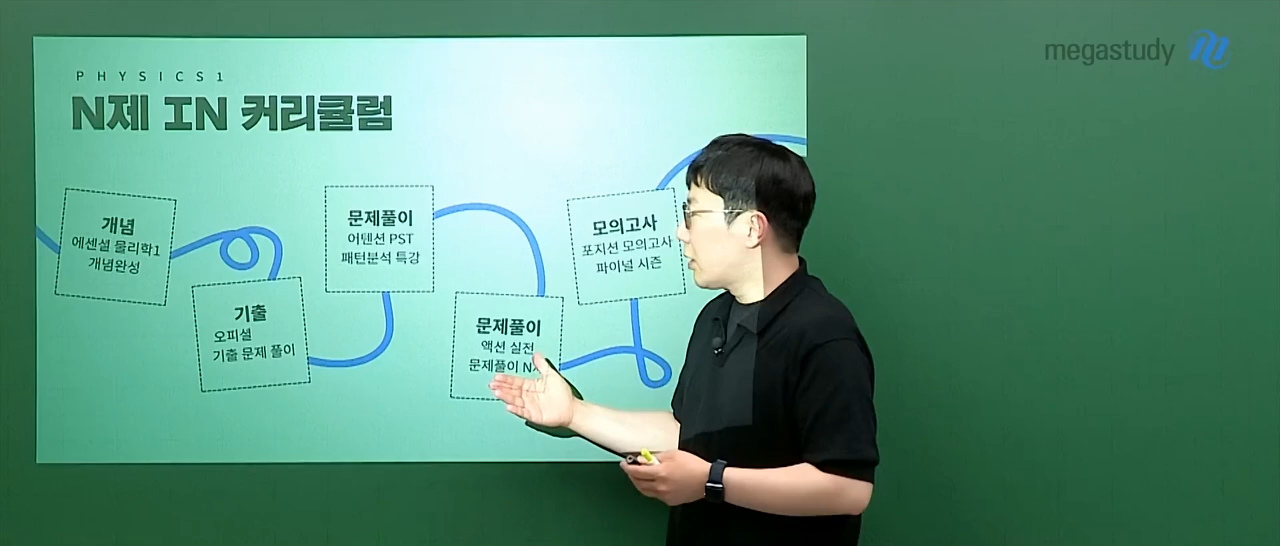 megastudy
PHYSICS1
N제 IN 커리큘럼
개념
에센셜 물리학1
개념완성
기출
오피셜
기출 문제 풀이
문제풀이
어텐션 PST
패턴분석 특강
문제풀이
액션 실전
문제풀이
모의고사
포지션 모의고사
파이널 시즌